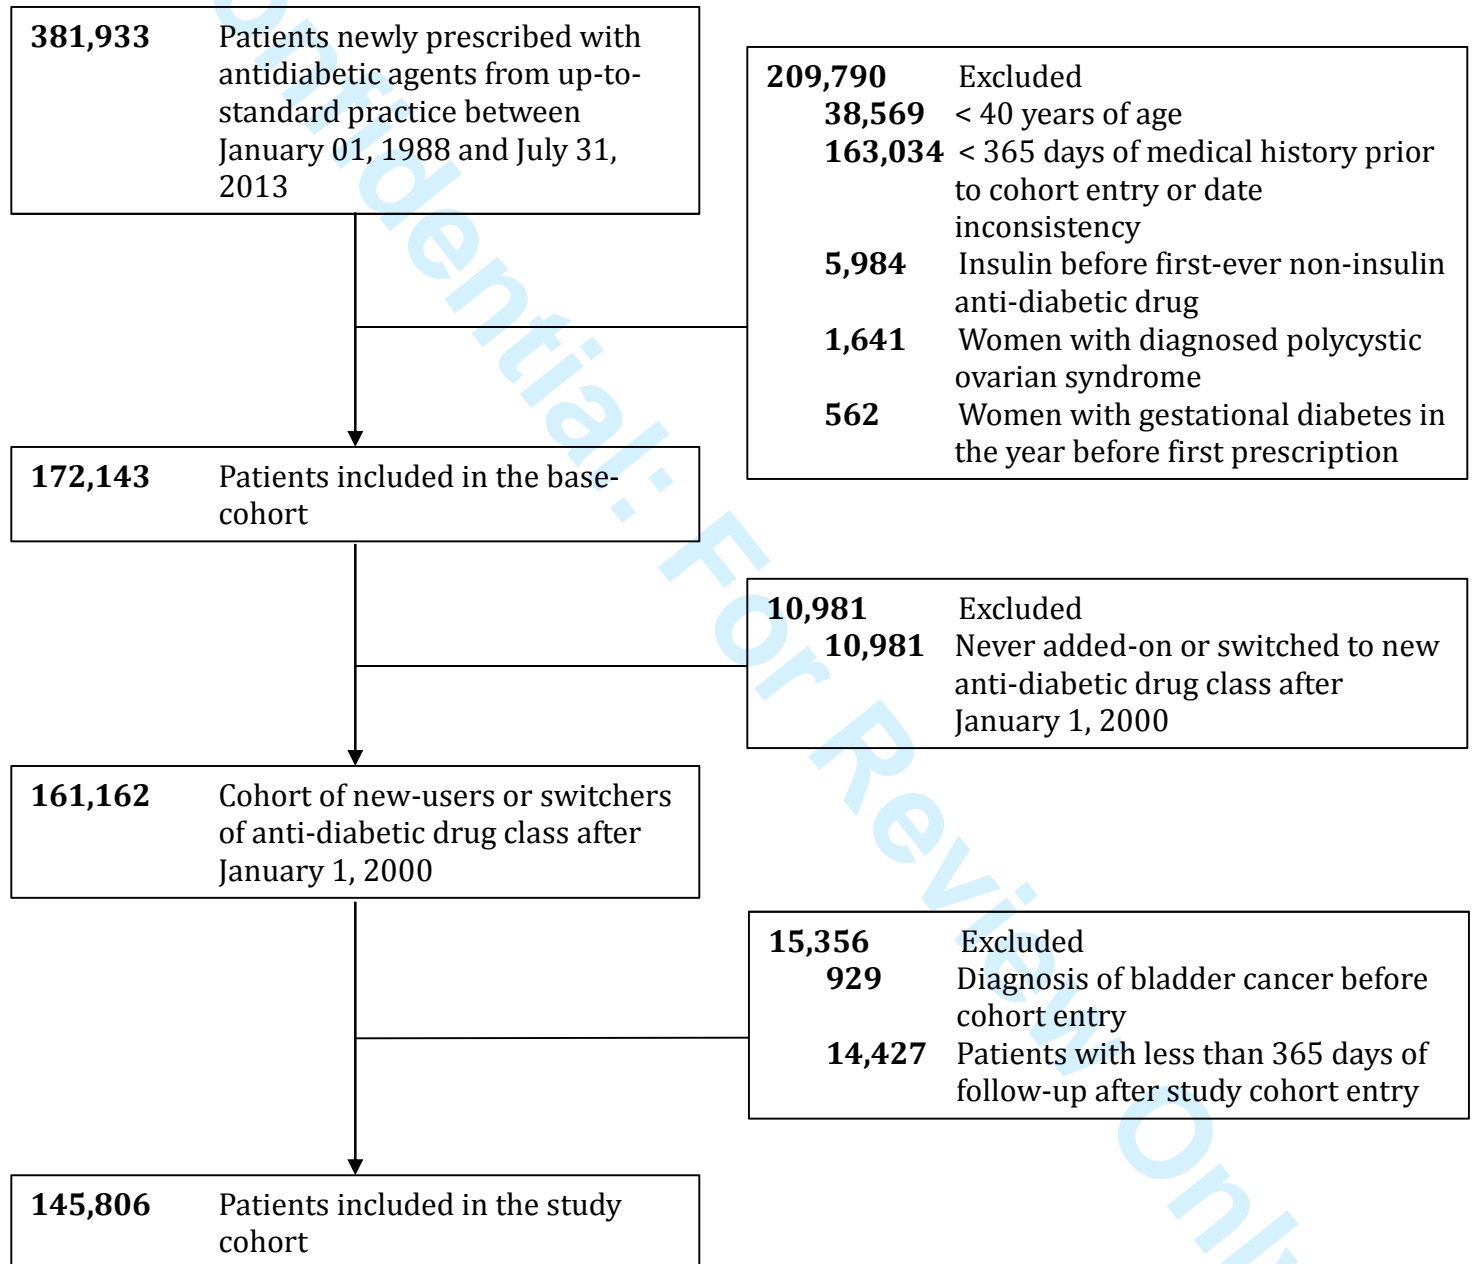 381,933 Patients newly prescribed with
antidiabetic agents from up-to-
standard practice between
January 01, 1988 and July 31,
2013
209,790 Excluded
38,569 < 40 years of age
163,034 < 365 days of medical history prior
to cohort entry or date
inconsistency
5,984 Insulin before first-ever non-insulin
anti-diabetic drug
1,641 Women with diagnosed polycystic
ovarian syndrome
562 Women with gestational diabetes in
the year before first prescription
172,143 Patients included in the base-
cohort
10,981 Excluded
10,981 Never added-on or switched to new
anti-diabetic drug class after
January 1, 2000
161,162 Cohort of new-users or switchers
of anti-diabetic drug class after
January 1, 2000
15,356 Excluded
929 Diagnosis of bladder cancer before
cohort entry
14,427 Patients with less than 365 days of
follow-up after study cohort entry
145,806 Patients included in the study
cohort
onfidential: For Review Only